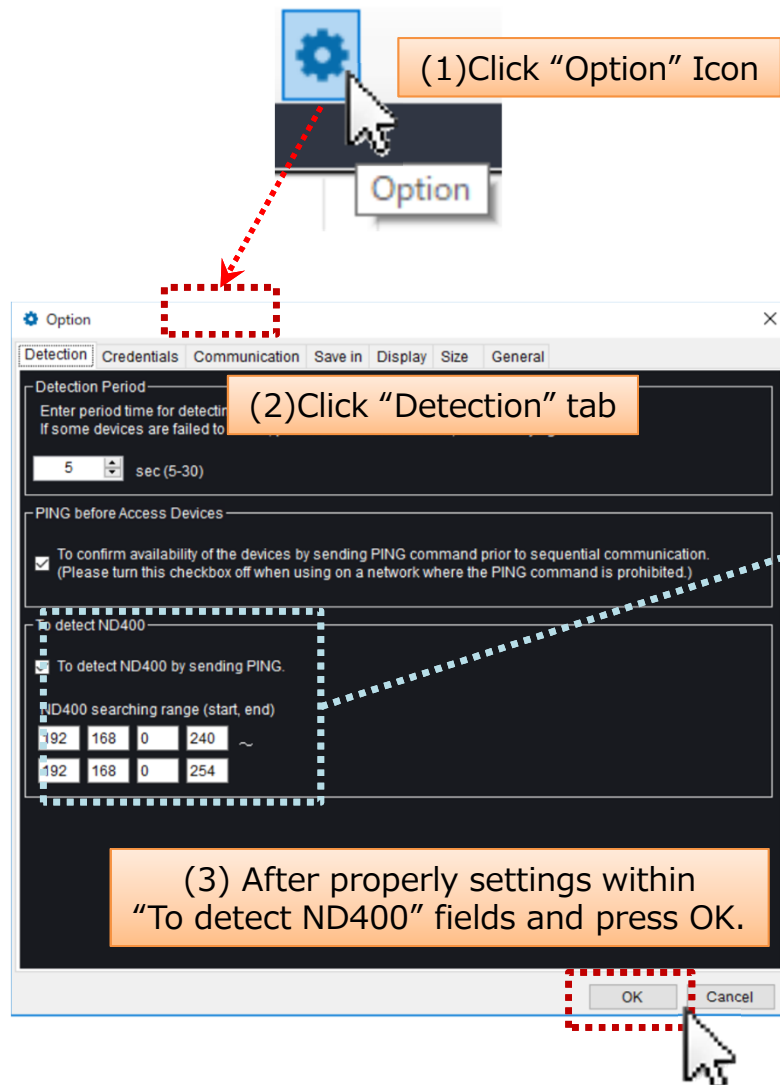 (1)Click “Option” Icon
Option
Option
Detection Credentials Communication Save in Display Size General
Detection Period
Enter period time for
If some devices are failed to
(2)Click “Detection” tab
5 sec (5-30)
PING before Access Devices
To confirm availability of the devices by sending PING command prior to sequential communication.
(Please turn this checkbox off when using on a network where the PING command is prohibited.)
To detect ND400
To detect ND400 by sending PING.
ND400 searching range (start, end)
192 168 0 240 ~
192 168 0 254
(3) After properly settings within
“To detect ND400” fields and press OK.
OK Cancel